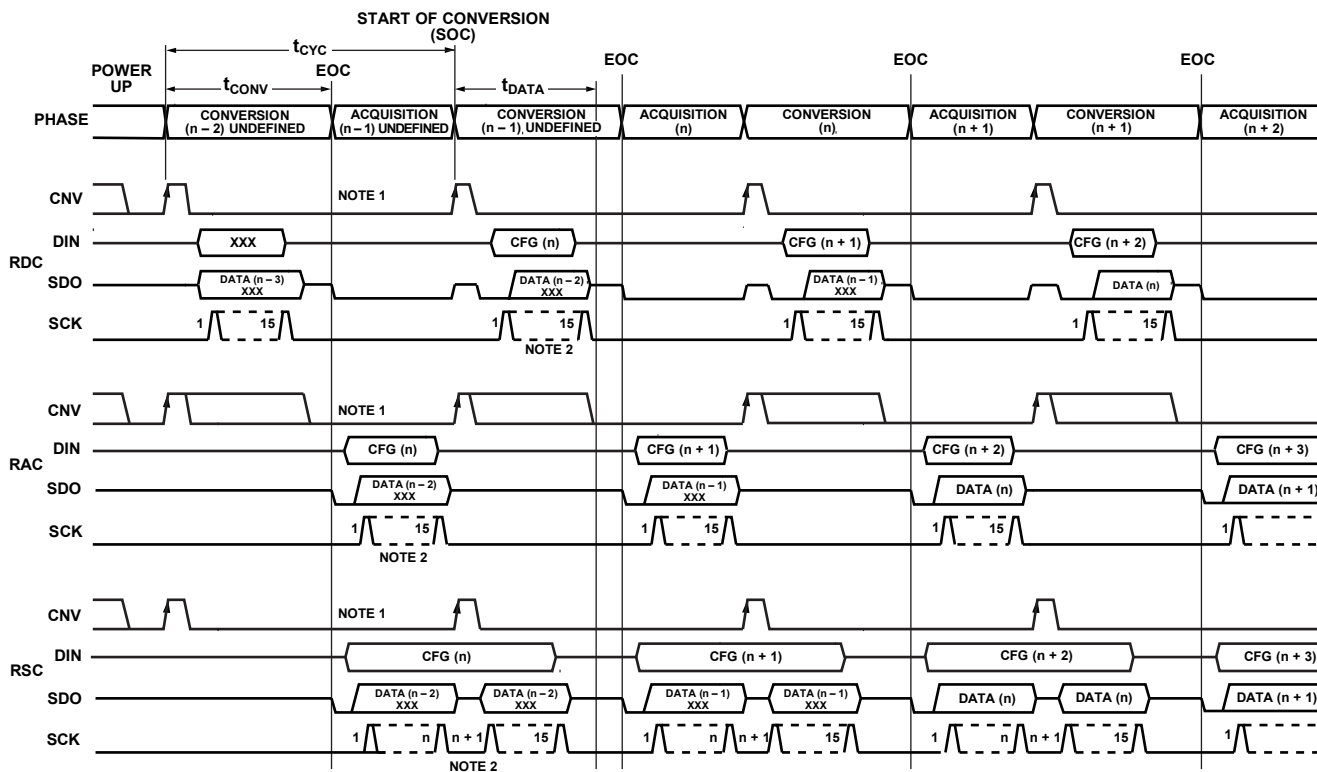 START OF CONVERSION
(SOC)
tCYC
POWER
UP
tCONV
EOC
tDATA
EOC
EOC
EOC
PHASE
CONVERSION
(n – 2) UNDEFINED
ACQUISITION
(n – 1) UNDEFINED
CONVERSION
(n – 1) UNDEFINED
ACQUISITION
(n)
CONVERSION
(n)
ACQUISITION
(n + 1)
CONVERSION
(n + 1)
ACQUISITION
(n + 2)
CNV
NOTE 1
RDC
DIN
XXX
CFG (n)
CFG (n + 1)
CFG (n + 2)
SDO
DATA (n – 3)
XXX
DATA (n – 2)
XXX
DATA (n – 1)
XXX
DATA (n)
SCK
1 15
1 15
1 15
1 15
NOTE 2
CNV
NOTE 1
RAC
DIN
CFG (n)
CFG (n + 1)
CFG (n + 2)
CFG (n + 3)
SDO
DATA (n – 2)
XXX
DATA (n – 1)
XXX
DATA (n)
DATA (n + 1)
SCK
1 15
1 15
1 15
1
NOTE 2
CNV
NOTE 1
RSC
DIN
CFG (n)
CFG (n + 1)
CFG (n + 2)
CFG (n + 3)
SDO
DATA (n – 2)
XXX
DATA (n – 2)
XXX
DATA (n – 1)
XXX
DATA (n – 1)
XXX
DATA (n)
DATA (n)
DATA (n + 1)
SCK
1 n n + 1 15
1 n n + 1 15
1 n n + 1 15
1
NOTE 2